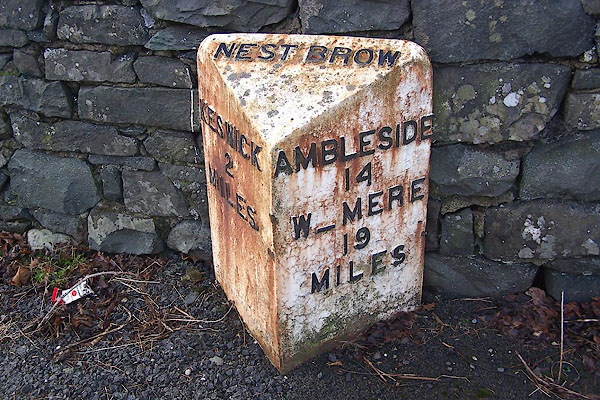 NEST BROW
KESWICK
2
MILES
AMBLESIDE
14
W-MERE
19
MILES